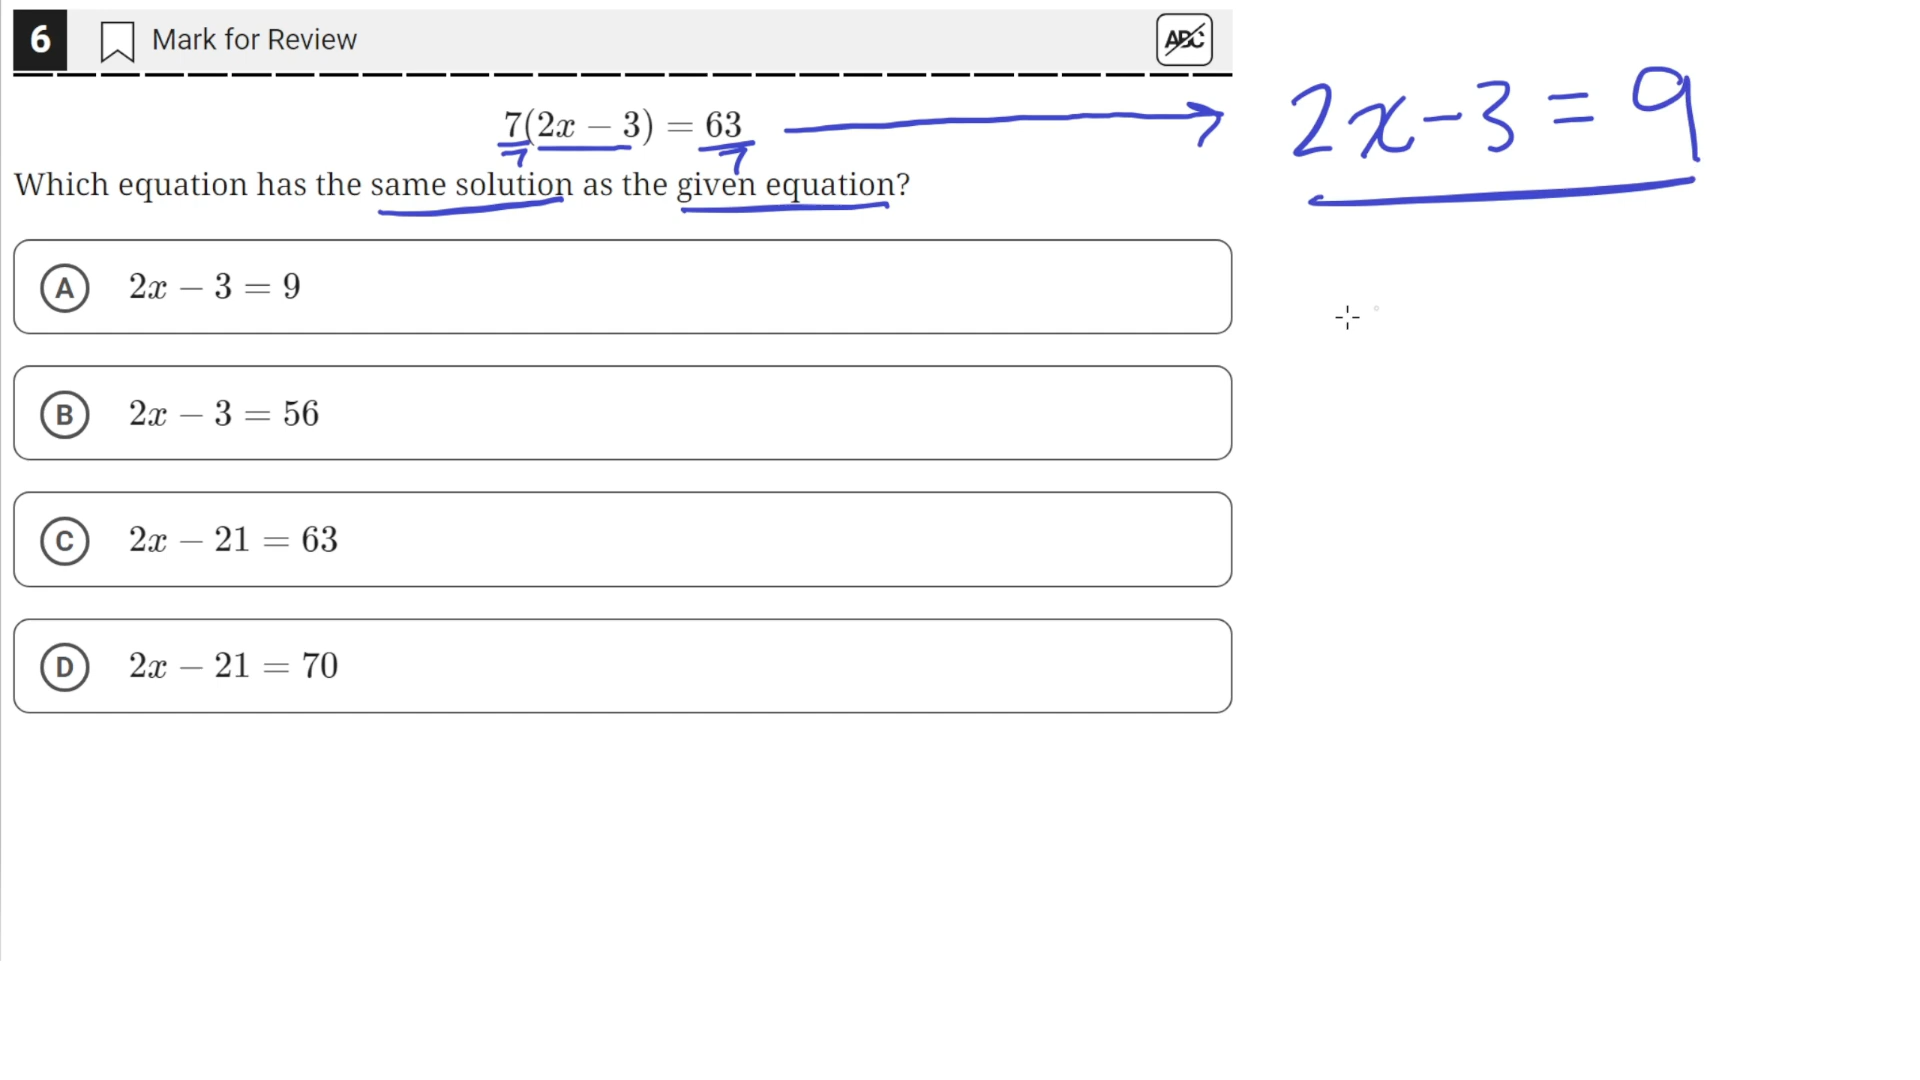 6 Mark for Review ABC
7(2x − 3) = 63
7 7
2x-3 = 9
Which equation has the same solution as the given equation?
A 2x − 3 = 9
B 2x − 3 = 56
C 2x − 21 = 63
D 2x − 21 = 70